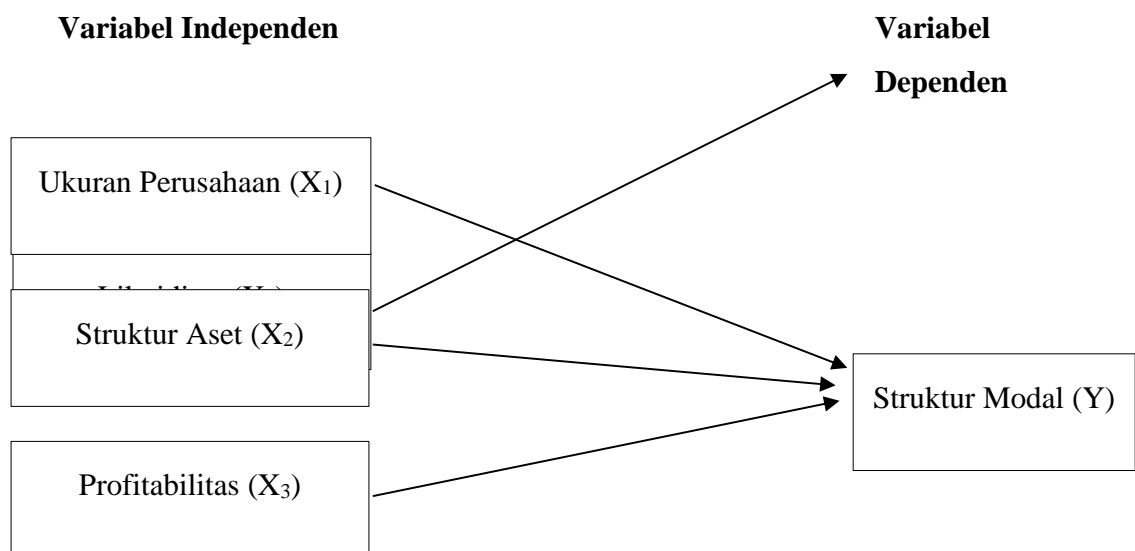 Variabel Independen
Variabel
Dependen
Ukuran Perusahaan (X₁)
Struktur Aset (X₂)
Struktur Modal (Y)
Profitabilitas (X₃)